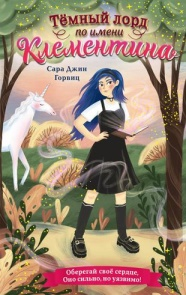 Тёмный лорд
по имени
Клементина
Сара Джин
Горвиц
Оберегай своё сердце.
Оно сильно, но уязвимо!